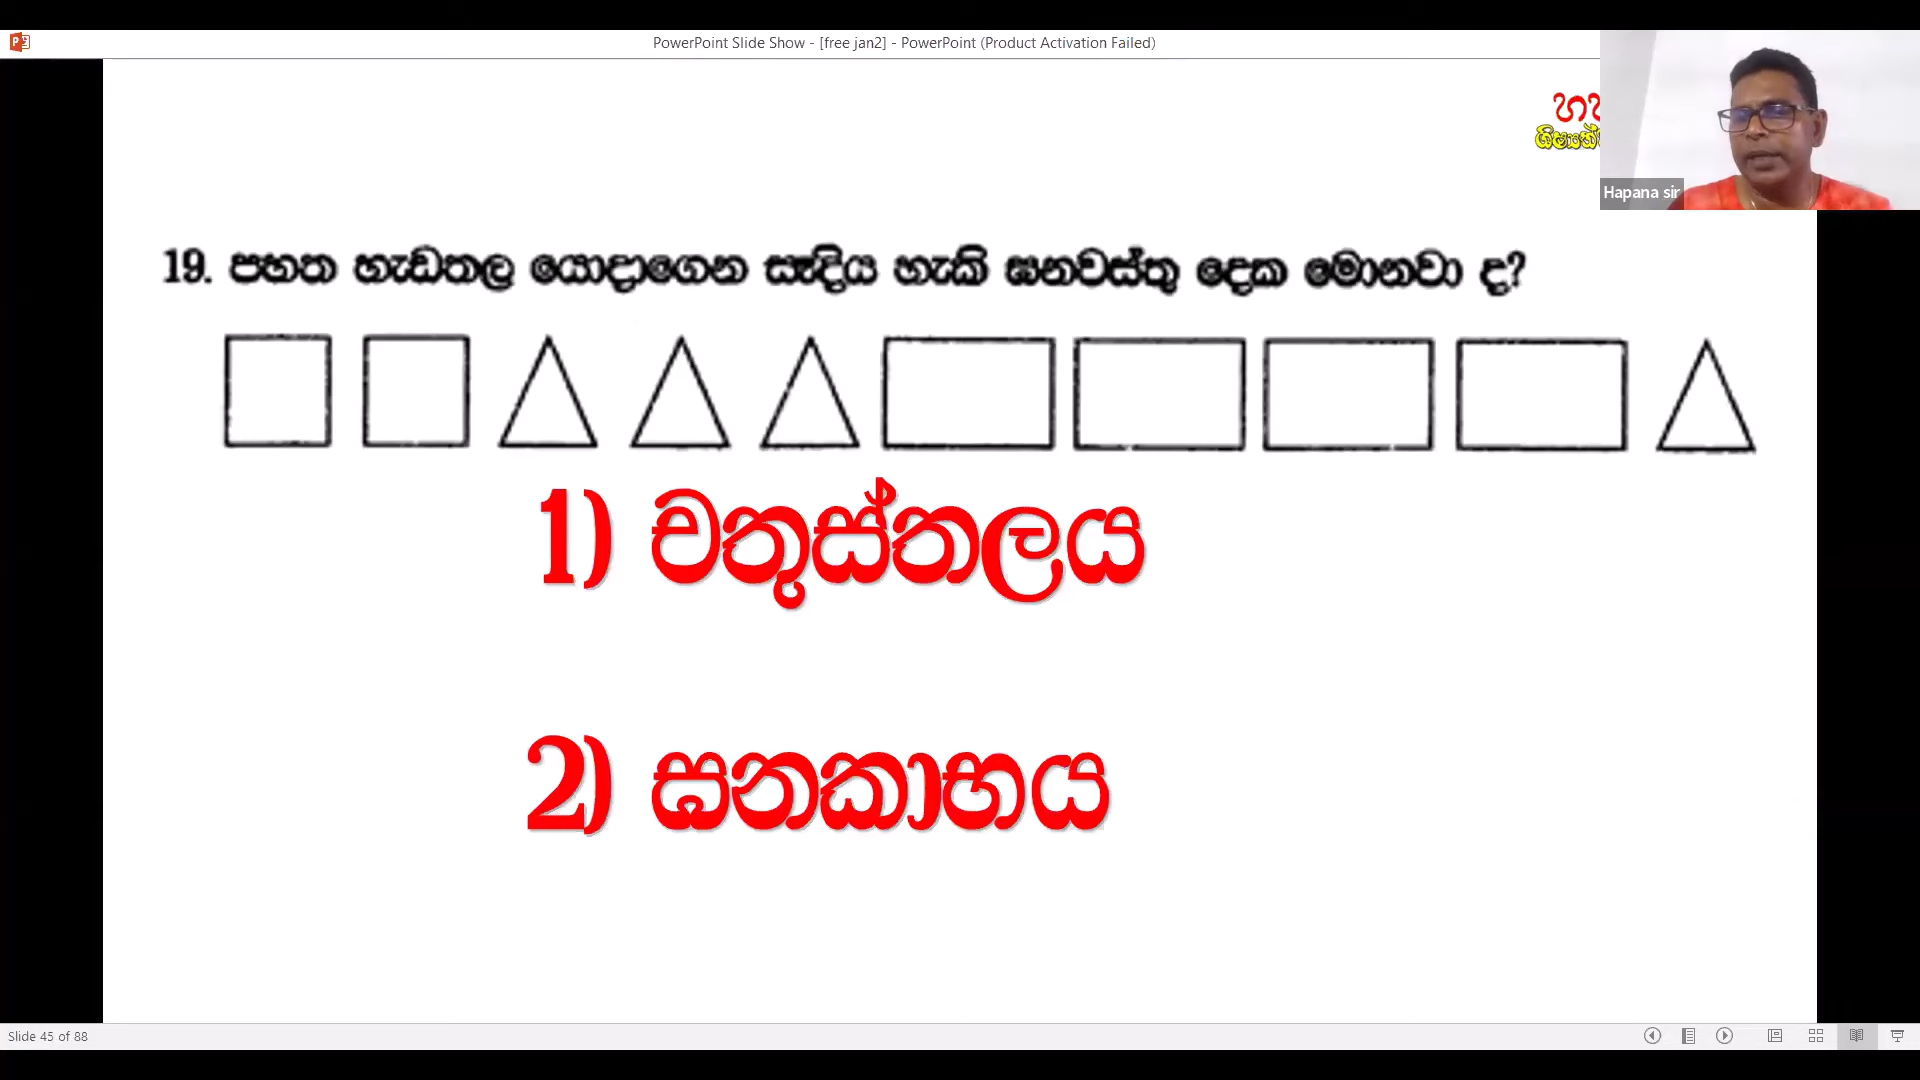 PowerPoint Slide Show - [free jan2] - PowerPoint (Product Activation Failed)
Hapana sir
19. පහත හැඩතල යොදාගෙන සෑදිය හැකි ඝනවස්තු දෙක මොනවා ද?
1) චතුස්තලය
2) ඝනකාභය
Slide 45 of 88